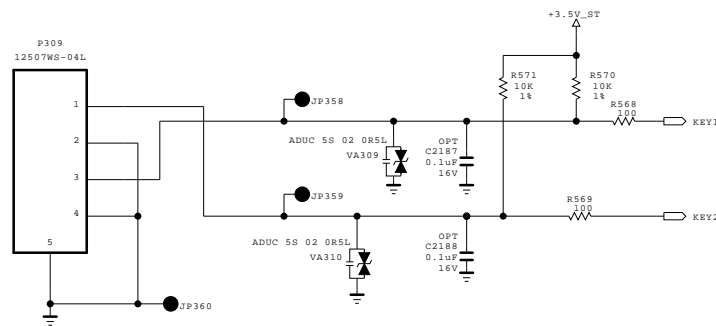 +3.5V_ST
P309
12507WS-04L
1
2
3
4
5
JP358
R571
10K
1%
R570
10K
1%
R568
100
KEY1
ADUC 5S 02 0R5L
VA309
OPT
C2187
0.1uF
16V
JP359
R569
100
KEY2
ADUC 5S 02 0R5L
VA310
OPT
C2188
0.1uF
16V
JP360